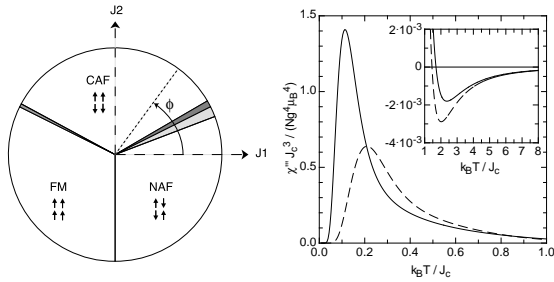 J2
CAF
ϕ
J1
FM
NAF
χ''' J_c^3 / (Ng^4 μ_B^4)
1.5
1.0
0.5
0.0
0.0 0.2 0.4 0.6 0.8 1.0
k_BT / J_c
2·10^-3
0
-2·10^-3
-4·10^-3
1 2 3 4 5 6 7 8
k_BT / J_c